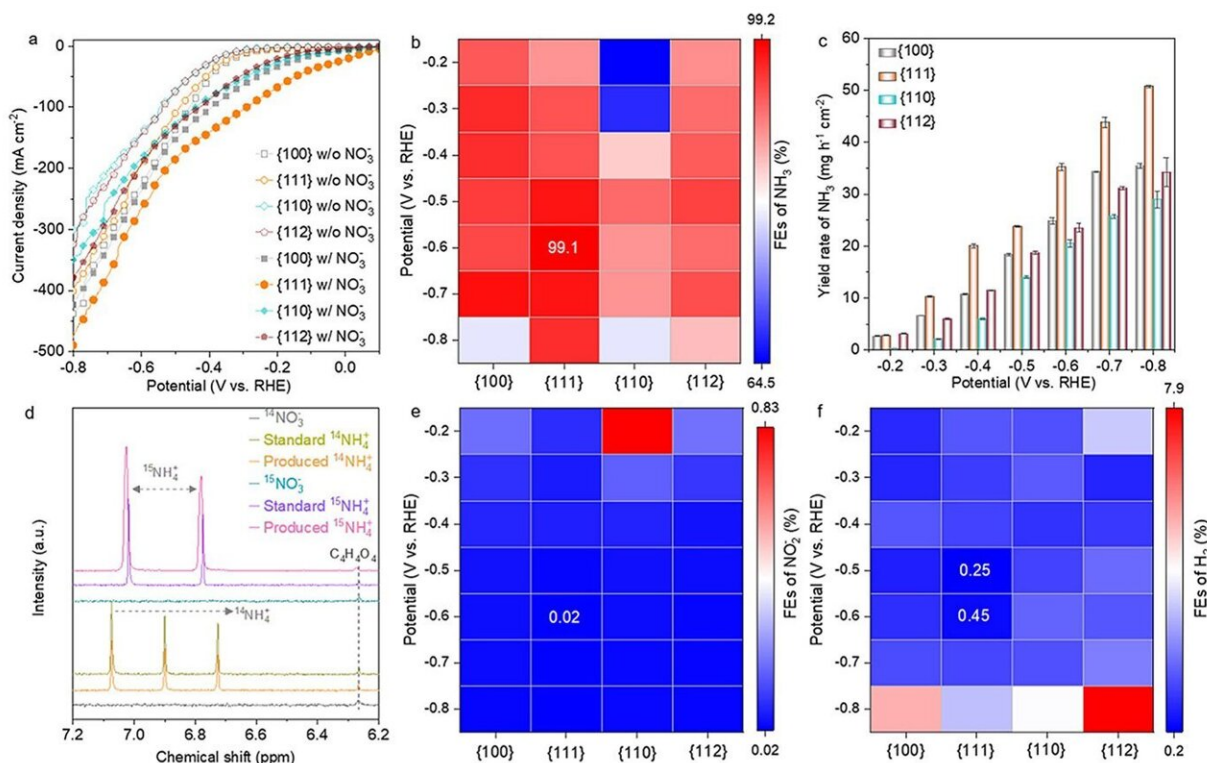 a
0
-100
-200
-300
-400
-500
Current density (mA cm⁻²)
{100} w/o NO₃⁻
{111} w/o NO₃⁻
{110} w/o NO₃⁻
{112} w/o NO₃⁻
{100} w/ NO₃⁻
{111} w/ NO₃⁻
{110} w/ NO₃⁻
{112} w/ NO₃⁻
-0.8 -0.6 -0.4 -0.2 0.0
Potential (V vs. RHE)
b
Potential (V vs. RHE)
-0.2
-0.3
-0.4
-0.5
-0.6
-0.7
-0.8
99.1
{100} {111} {110} {112}
99.2
FEs of NH₃ (%)
64.5
c
Yield rate of NH₃ (mg h⁻¹ cm⁻²)
60
50
40
30
20
10
0
{100}
{111}
{110}
{112}
-0.2 -0.3 -0.4 -0.5 -0.6 -0.7 -0.8
Potential (V vs. RHE)
d
Intensity (a.u.)
¹⁴NO₃⁻
Standard ¹⁴NH₄⁺
Produced ¹⁴NH₄⁺
¹⁵NO₃⁻
Standard ¹⁵NH₄⁺
Produced ¹⁵NH₄⁺
¹⁵NH₄⁺
C₄H₄O₄
¹⁴NH₄⁺
7.2 7.0 6.8 6.6 6.4 6.2
Chemical shift (ppm)
e
Potential (V vs. RHE)
-0.2
-0.3
-0.4
-0.5
-0.6
-0.7
-0.8
0.02
{100} {111} {110} {112}
0.83
FEs of NO₂⁻ (%)
0.02
f
Potential (V vs. RHE)
-0.2
-0.3
-0.4
-0.5
-0.6
-0.7
-0.8
0.25
0.45
{100} {111} {110} {112}
7.9
FEs of H₂ (%)
0.2